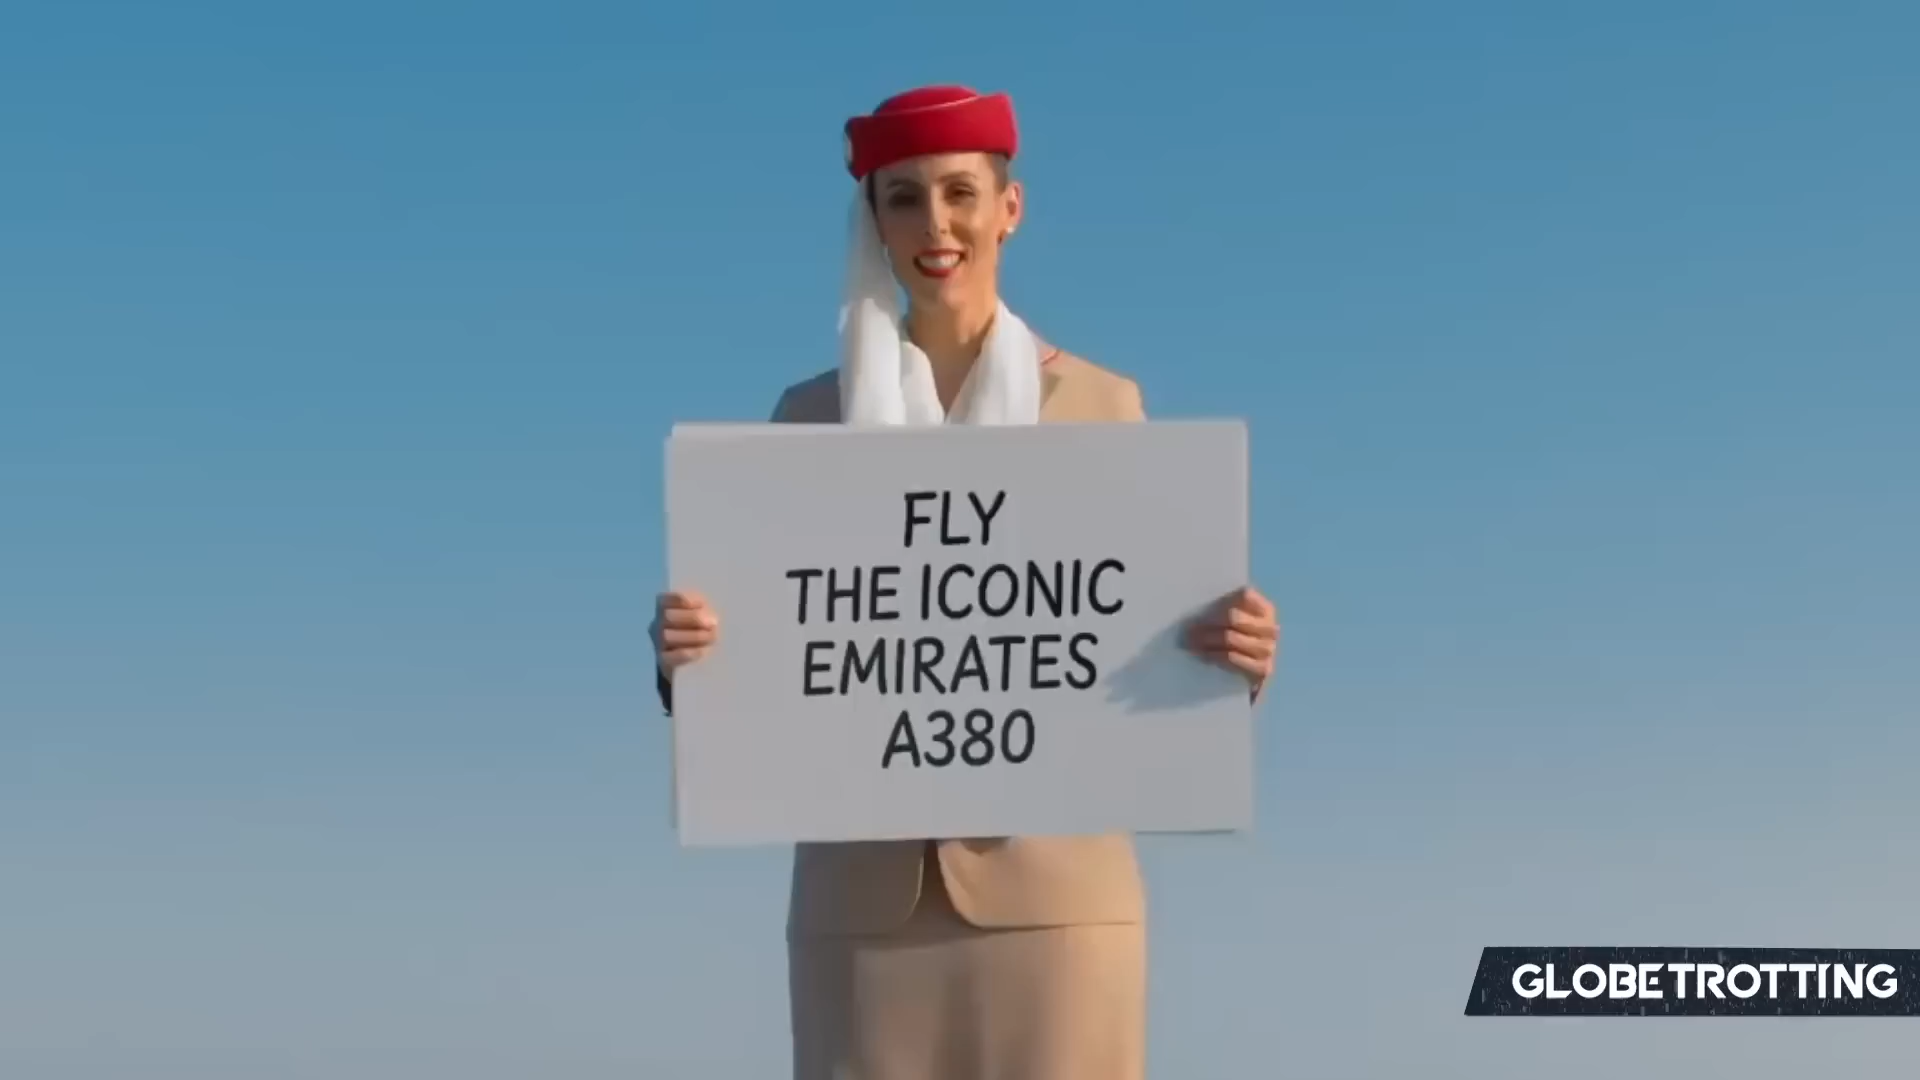 FLY
THE ICONIC
EMIRATES
A380
GLOBETROTTING